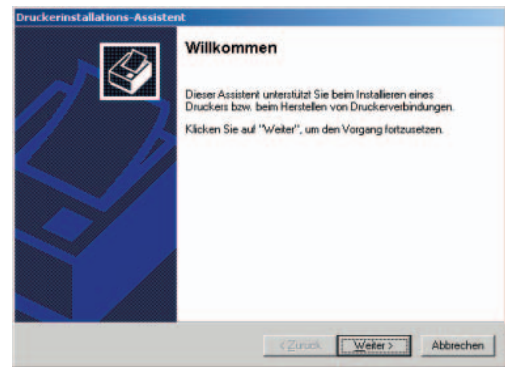 Druckerinstallations-Assistent
Willkommen
Dieser Assistent unterstützt Sie beim Installieren eines
Druckers bzw. beim Herstellen von Druckerverbindungen.
Klicken Sie auf "Weiter", um den Vorgang fortzusetzen.
< Zurück Weiter > Abbrechen